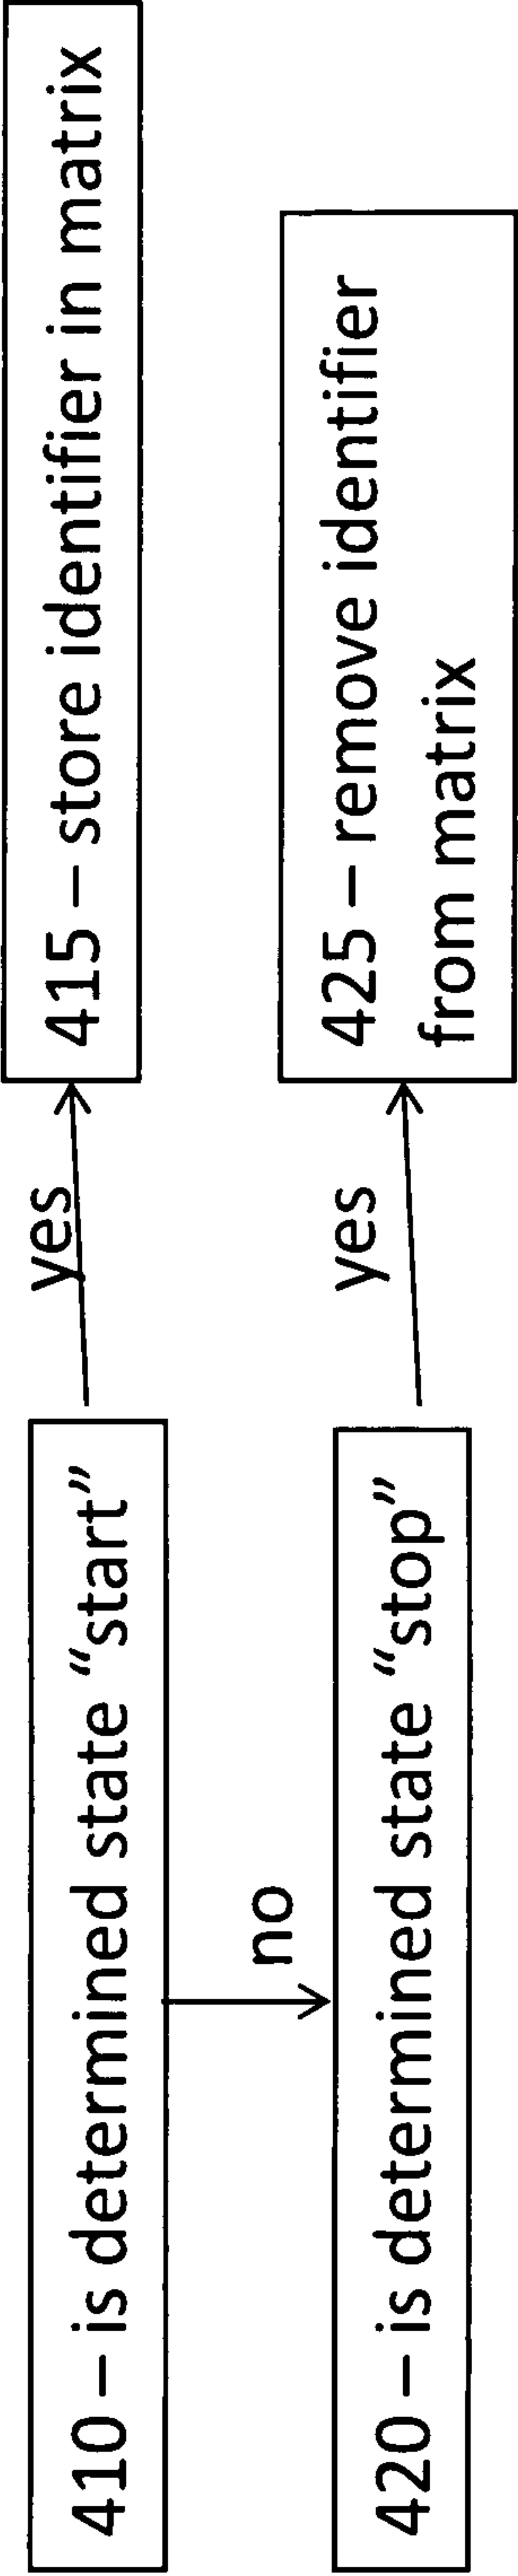 410 – is determined state “start”
yes
415 – store identifier in matrix
no
420 – is determined state “stop”
yes
425 – remove identifier
from matrix